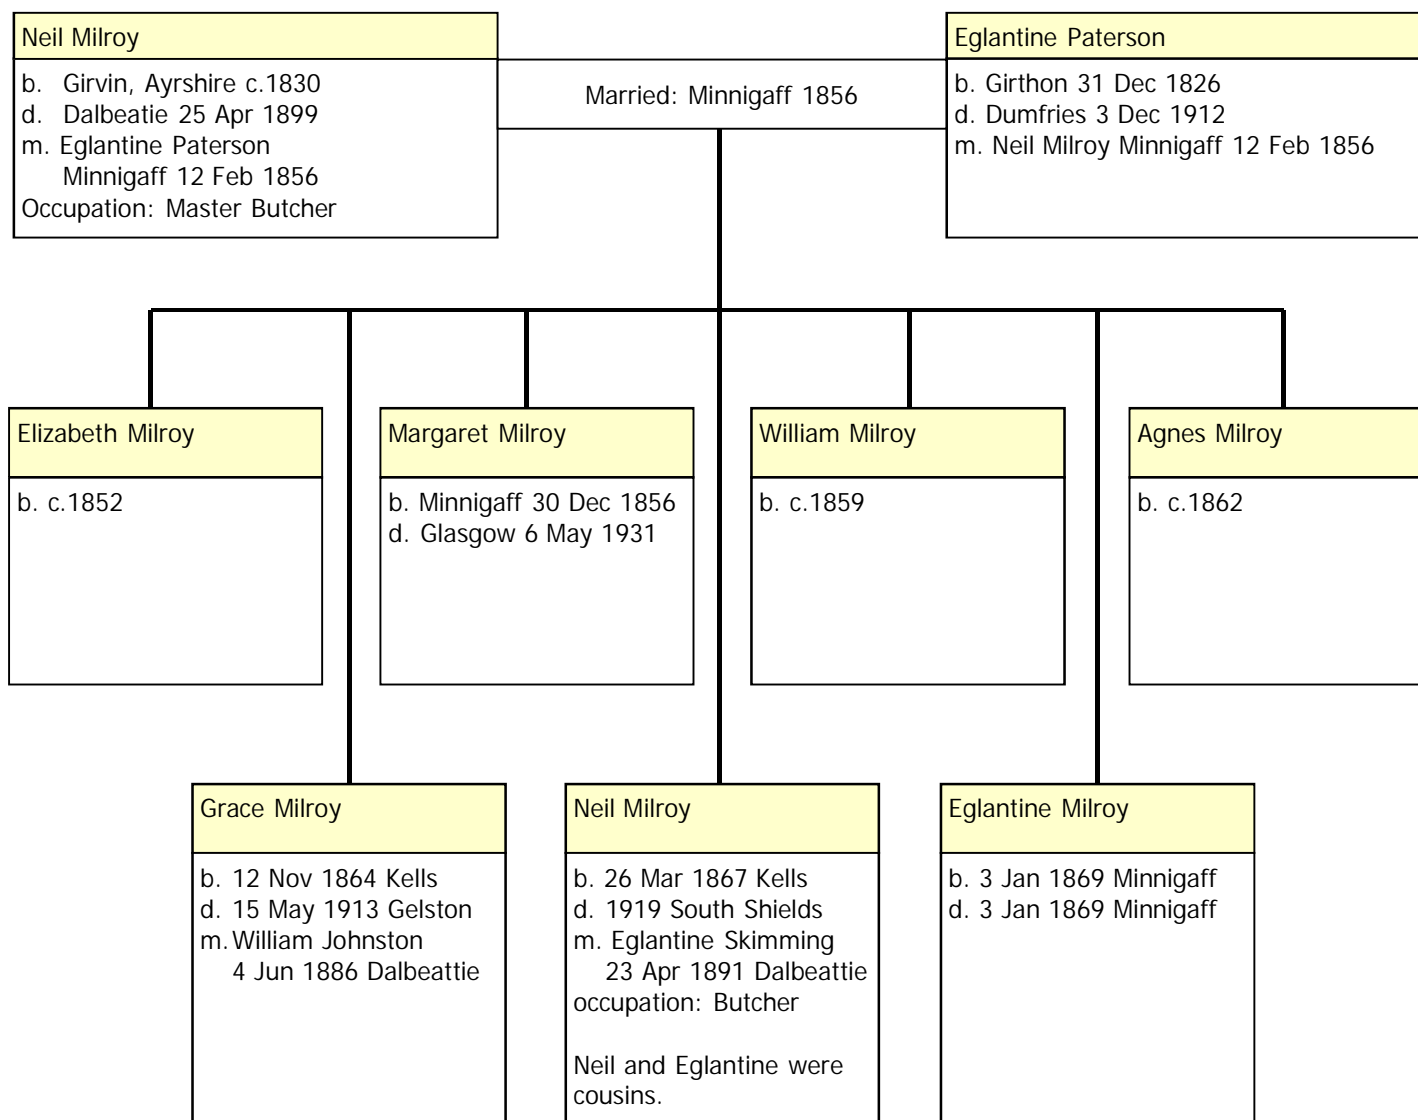 Neil Milroy
b. Girvin, Ayrshire c.1830
d. Dalbeatie 25 Apr 1899
m. Eglantine Paterson
Minnigaff 12 Feb 1856
Occupation: Master Butcher
Married: Minnigaff 1856
Eglantine Paterson
b. Girthon 31 Dec 1826
d. Dumfries 3 Dec 1912
m. Neil Milroy Minnigaff 12 Feb 1856
Elizabeth Milroy
b. c.1852
Margaret Milroy
b. Minnigaff 30 Dec 1856
d. Glasgow 6 May 1931
William Milroy
b. c.1859
Agnes Milroy
b. c.1862
Grace Milroy
b. 12 Nov 1864 Kells
d. 15 May 1913 Gelston
m. William Johnston
4 Jun 1886 Dalbeattie
Neil Milroy
b. 26 Mar 1867 Kells
d. 1919 South Shields
m. Eglantine Skimming
23 Apr 1891 Dalbeattie
occupation: Butcher
Neil and Eglantine were
cousins.
Eglantine Milroy
b. 3 Jan 1869 Minnigaff
d. 3 Jan 1869 Minnigaff